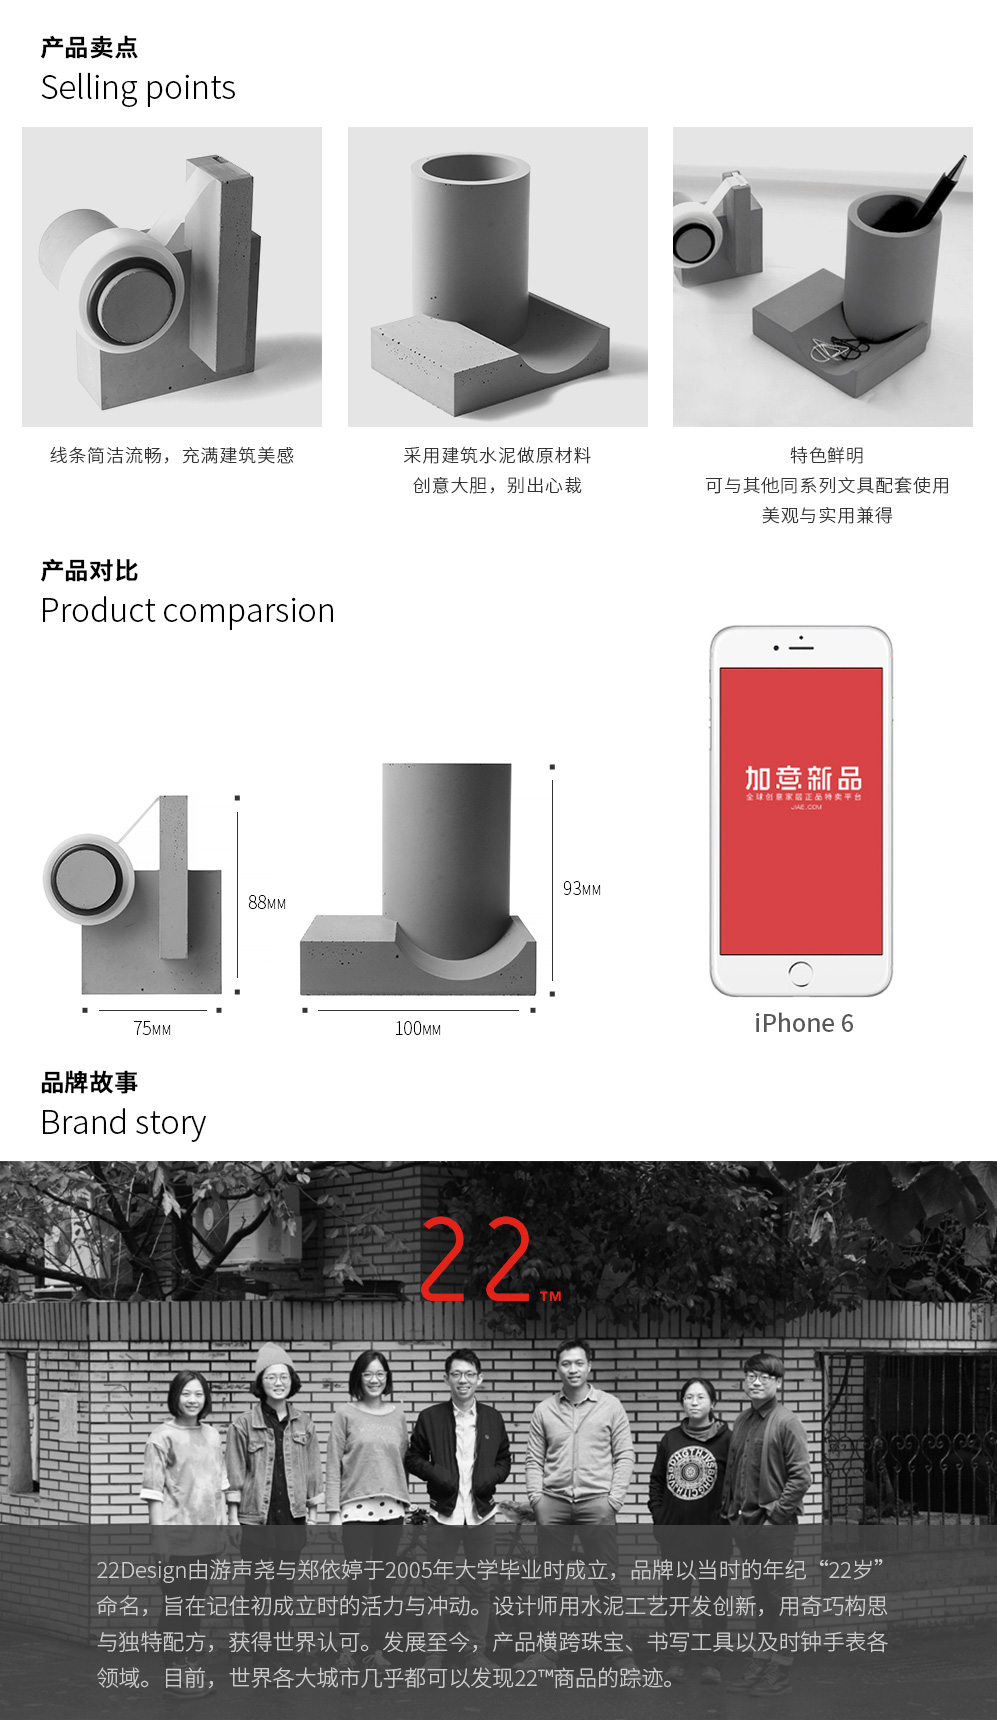 产品卖点
Selling points
线条简洁流畅，充满建筑美感
采用建筑水泥做原材料
创意大胆，别出心裁
特色鲜明
可与其他同系列文具配套使用
美观与实用兼得
产品对比
Product comparsion
加意新品
全球创意家居正品特卖平台
JIAE.COM
88MM
93MM
75MM
100MM
iPhone 6
品牌故事
Brand story
22™
22Design由游声尧与郑依婷于2005年大学毕业时成立，品牌以当时的年纪“22岁”
命名，旨在记住初成立时的活力与冲动。设计师用水泥工艺开发创新，用奇巧构思
与独特配方，获得世界认可。发展至今，产品横跨珠宝、书写工具以及时钟手表各
领域。目前，世界各大城市几乎都可以发现22™商品的踪迹。